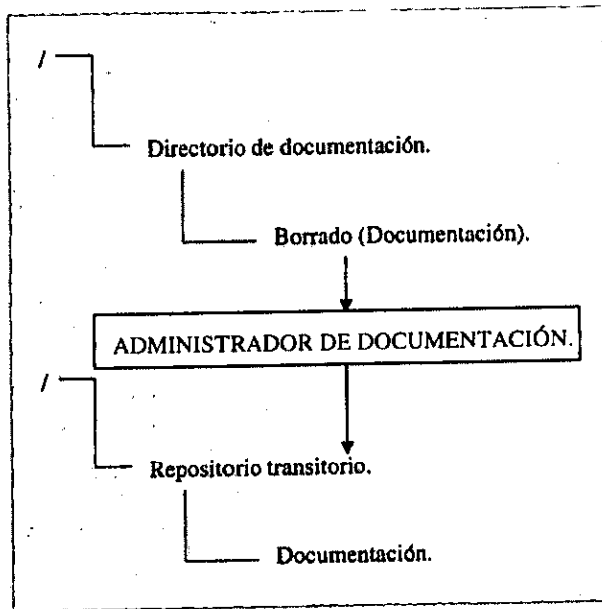 /
Directorio de documentación.
Borrado (Documentación).
ADMINISTRADOR DE DOCUMENTACIÓN.
/
Repositorio transitorio.
Documentación.